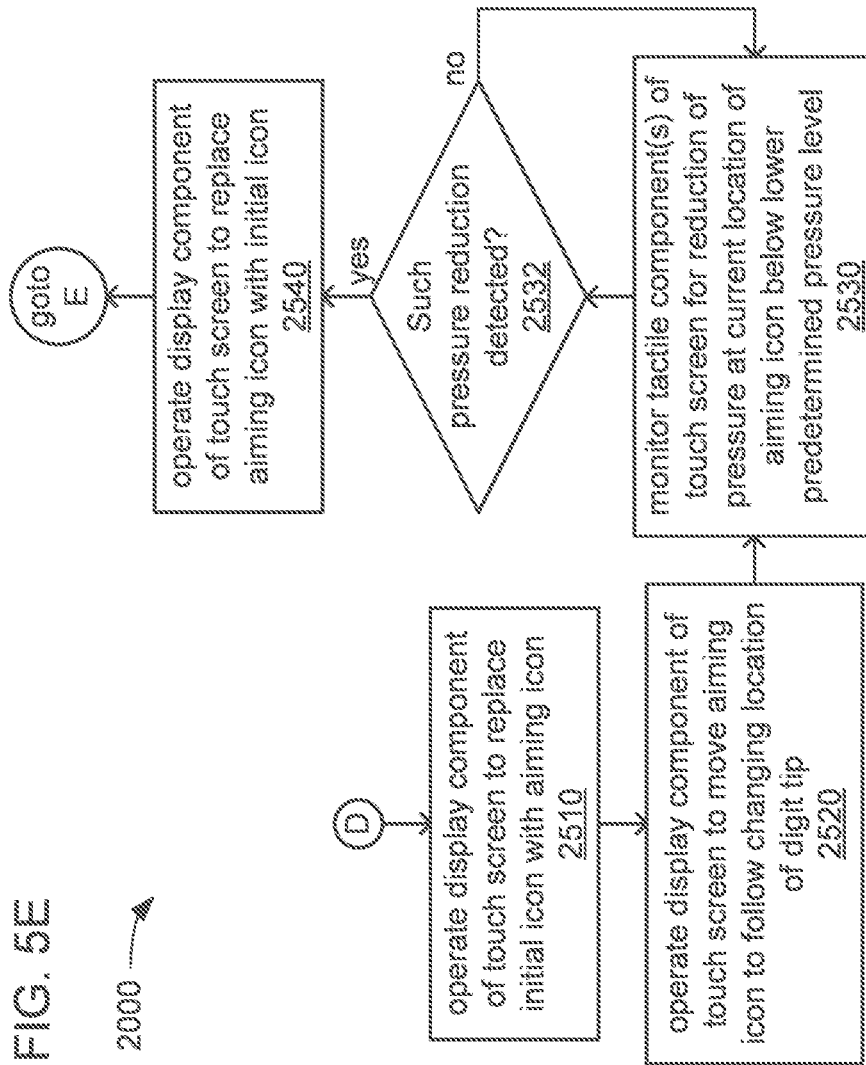 FIG. 5E
2000
D
operate display component
of touch screen to replace
initial icon with aiming icon
2510
operate display component of
touch screen to move aiming
icon to follow changing location
of digit tip
2520
monitor tactile component(s) of
touch screen for reduction of
pressure at current location of
aiming icon below lower
predetermined pressure level
2530
Such
pressure reduction
detected?
2532
no
yes
operate display component
of touch screen to replace
aiming icon with initial icon
2540
goto
E